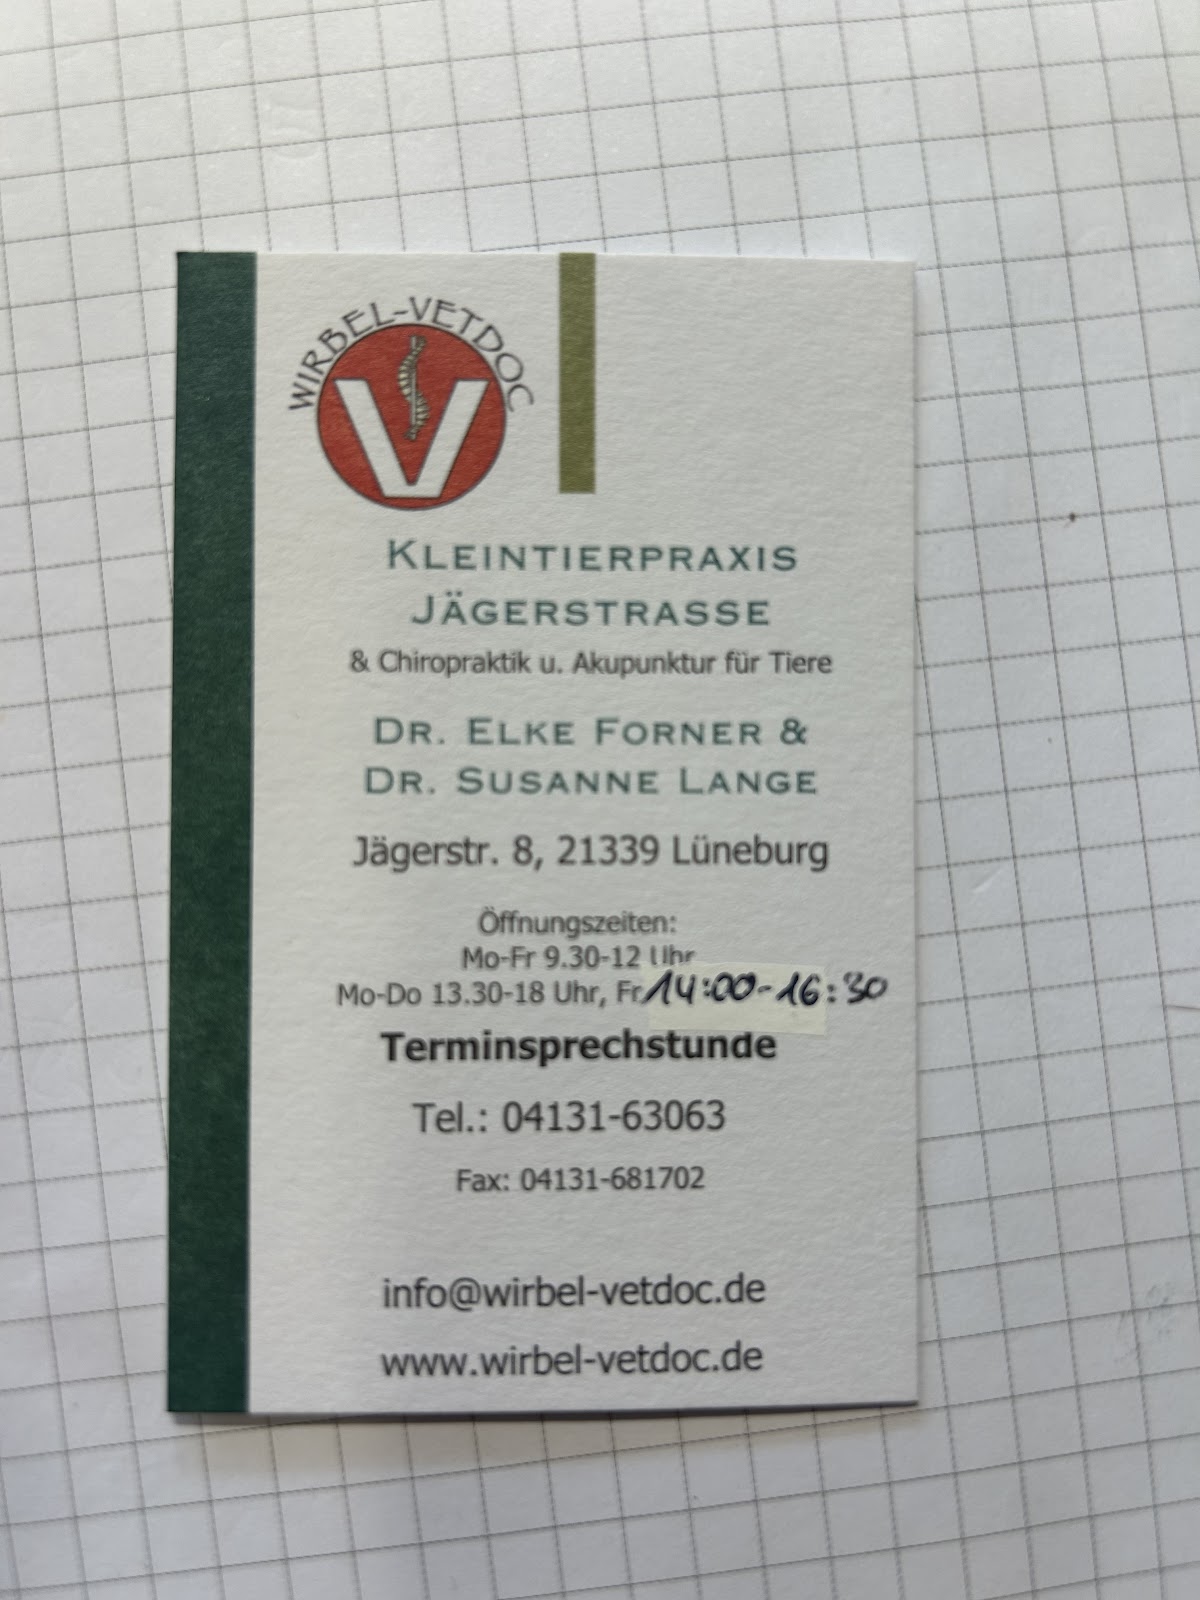 WIRBEL-VETDOC
V
KLEINTIERPRAXIS
JÄGERSTRASSE
& Chiropraktik u. Akupunktur für Tiere
DR. ELKE FORNER &
DR. SUSANNE LANGE
Jägerstr. 8, 21339 Lüneburg
Öffnungszeiten:
Mo-Fr 9.30-12 Uhr
Mo-Do 13.30-18 Uhr, Fr 14:00-16:30
Terminsprechstunde
Tel.: 04131-63063
Fax: 04131-681702
info@wirbel-vetdoc.de
www.wirbel-vetdoc.de